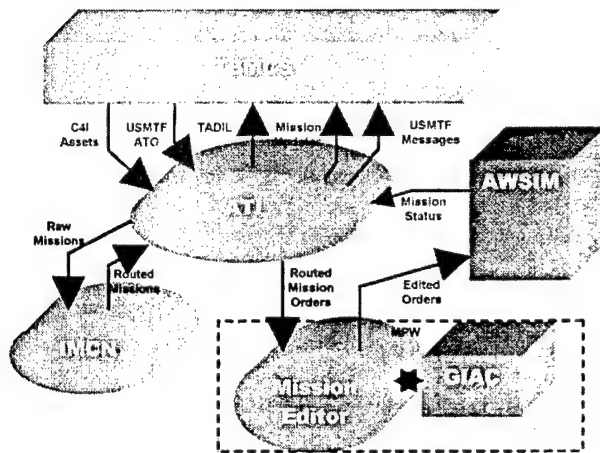 C4I
Assets
USMTF
ATO
TADIL
Mission
Updates
USMTF
Messages
AWSIM
Mission
Status
Raw
Missions
Routed
Missions
Routed
Mission
Orders
Edited
Orders
IMCN
MPW
Mission
Editor
GIAC